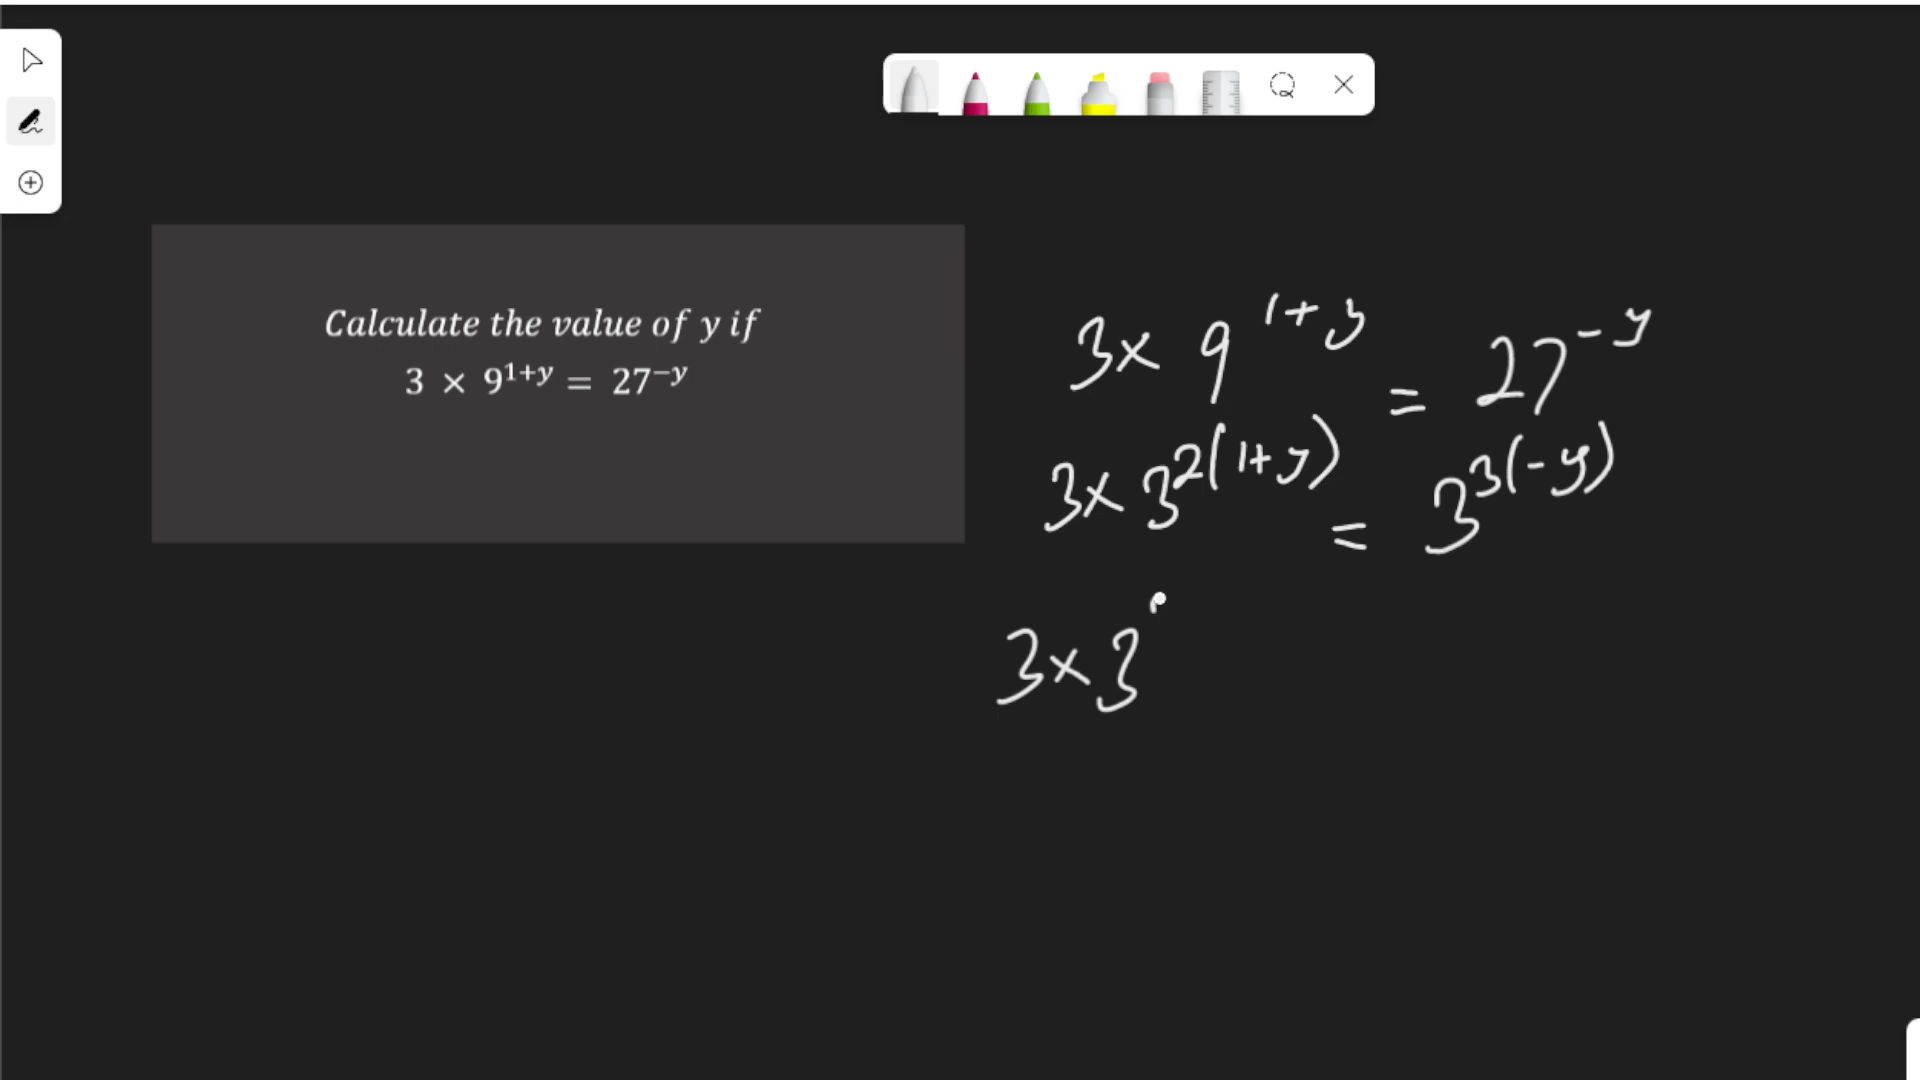 Calculate the value of y if
3 × 9^{1+y} = 27^{-y}
3 × 9^{1+y} = 27^{-y}
3 × 3^{2(1+y)} = 3^{3(-y)}
3 × 3